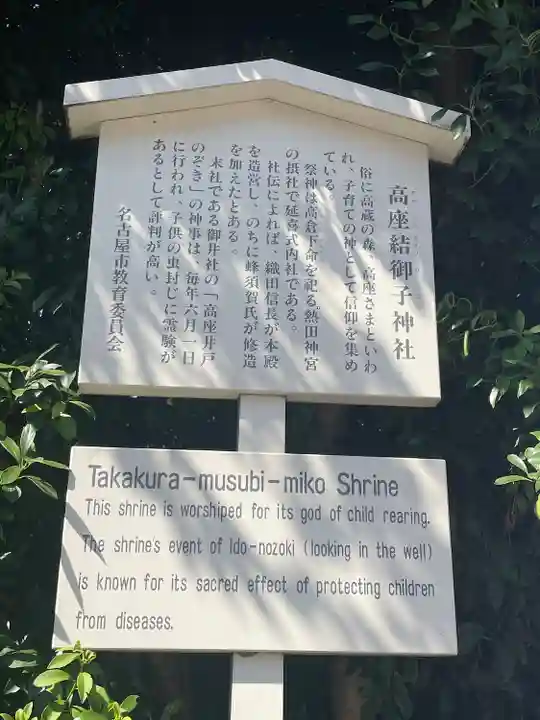 高座結御子神社
俗に高蔵の森、高座さまといわ
れ、子育ての神として信仰を集め
ている。
祭神は高倉下命を祀る。熱田神宮
の摂社で延喜式内社である。
社伝によれば、織田信長が本殿
を造営し、のちに蜂須賀氏が修造
を加えたとある。
末社である御井社の「高座井戸
のぞき」の神事は、毎年六月一日
に行われ、子供の虫封じに霊験が
あるとして評判が高い。
名古屋市教育委員会
Takakura-musubi-miko Shrine
This shrine is worshiped for its god of child rearing.
The shrine's event of Ido-nozoki (looking in the well)
is known for its sacred effect of protecting children
from diseases.